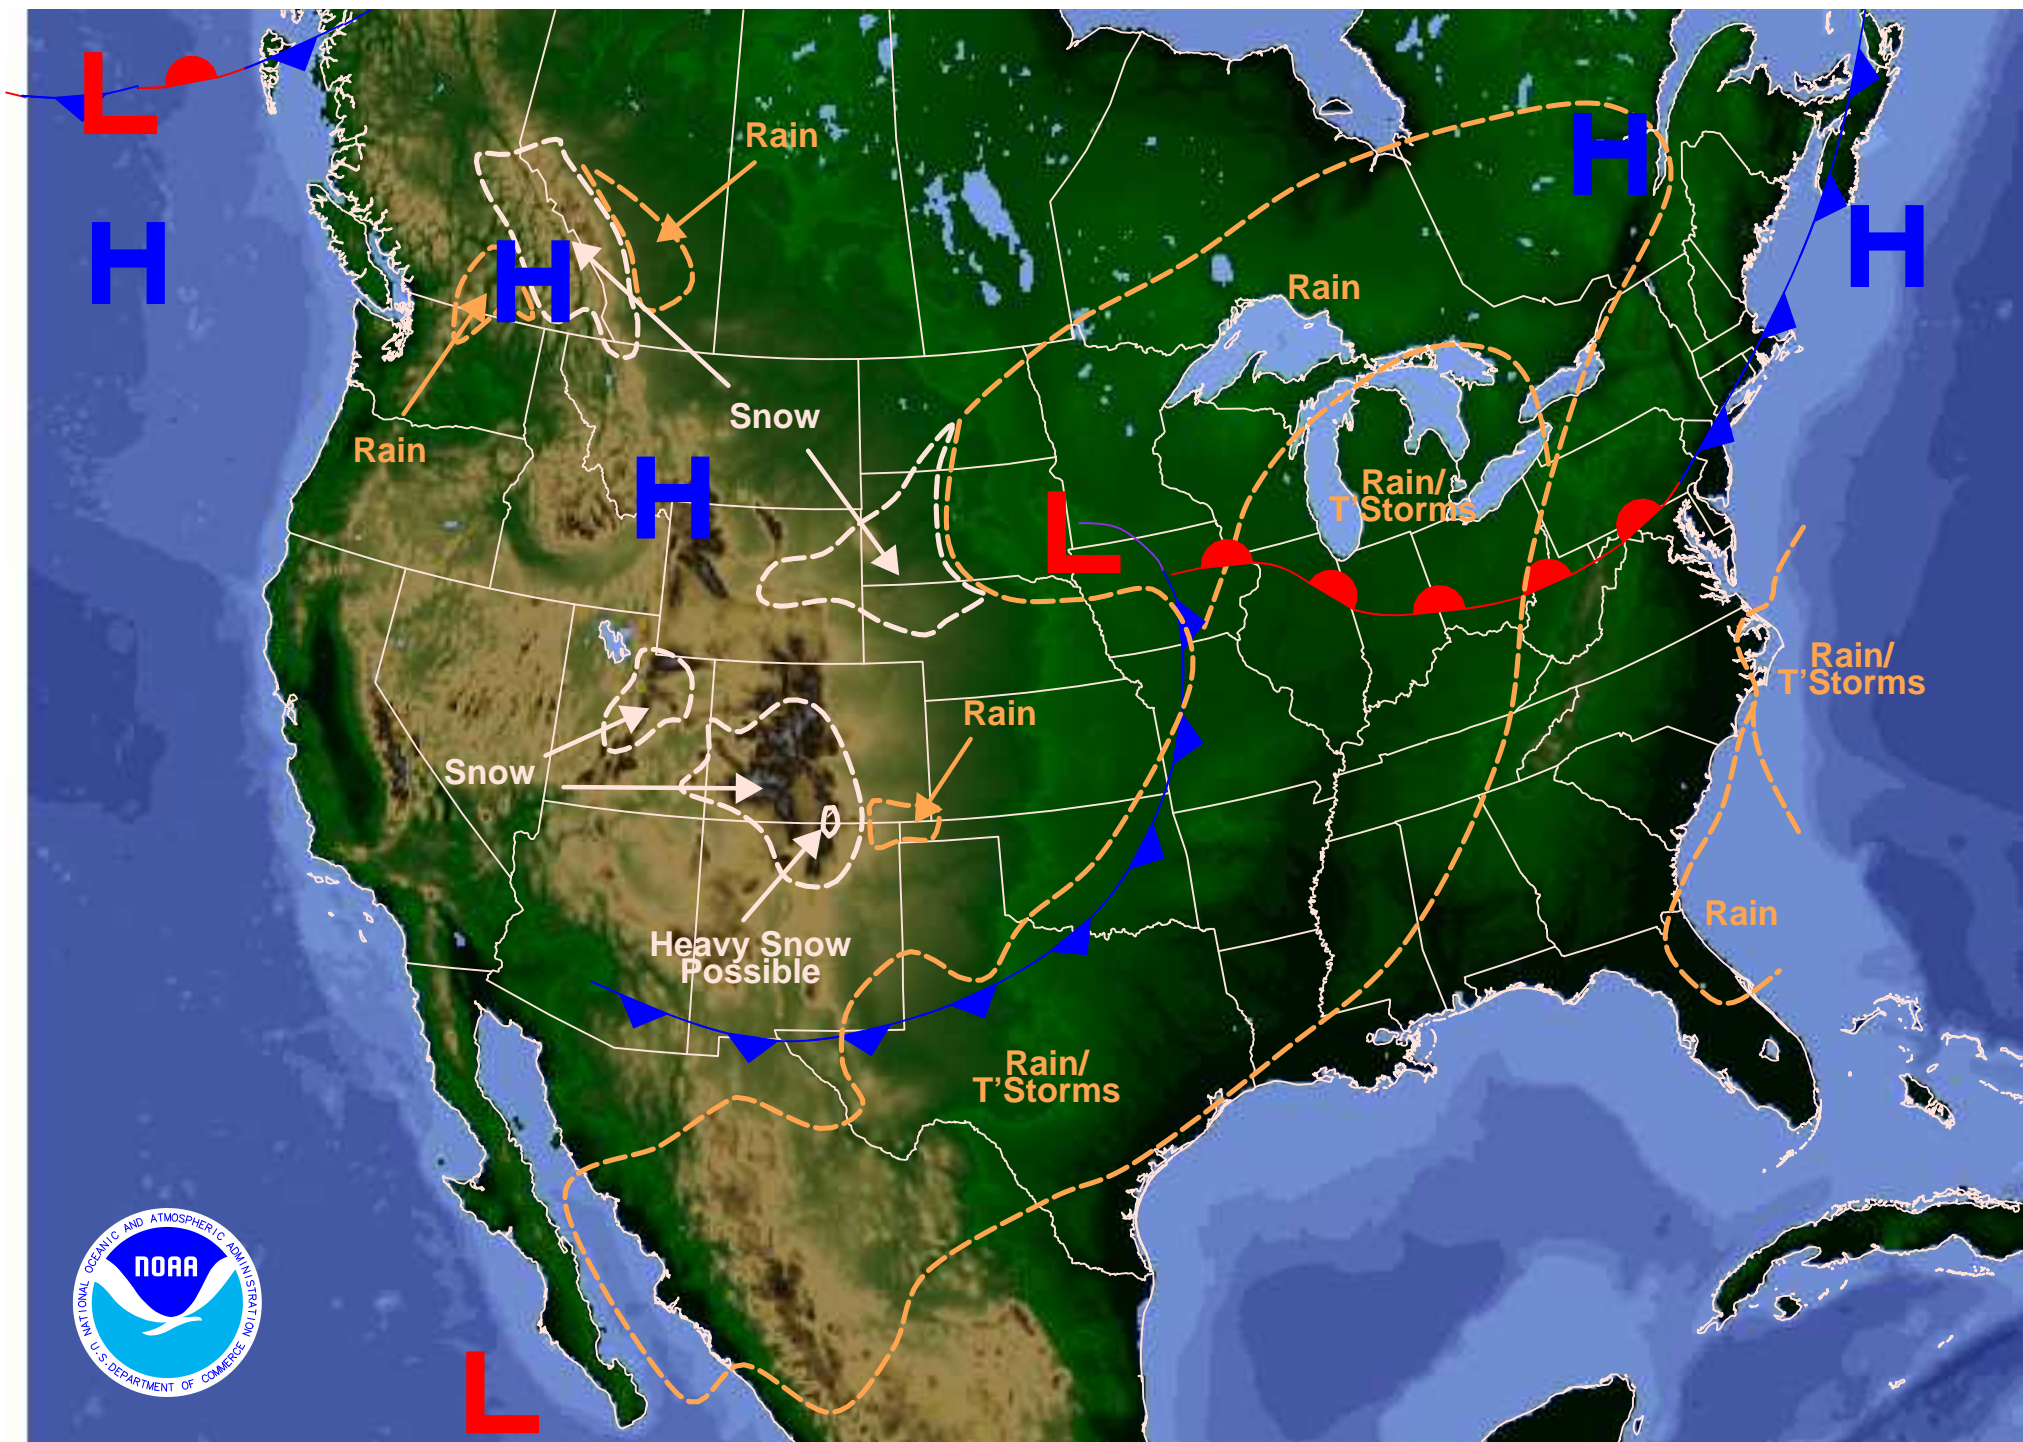 L
H
Rain
H
H
H
Rain
Snow
Rain
H
L
Rain/
T'Storms
Rain/
T'Storms
Rain
Snow
Rain
Heavy Snow
Possible
Rain/
T'Storms
NATIONAL OCEANIC AND ATMOSPHERIC ADMINISTRATION
NOAA
U.S. DEPARTMENT OF COMMERCE
L